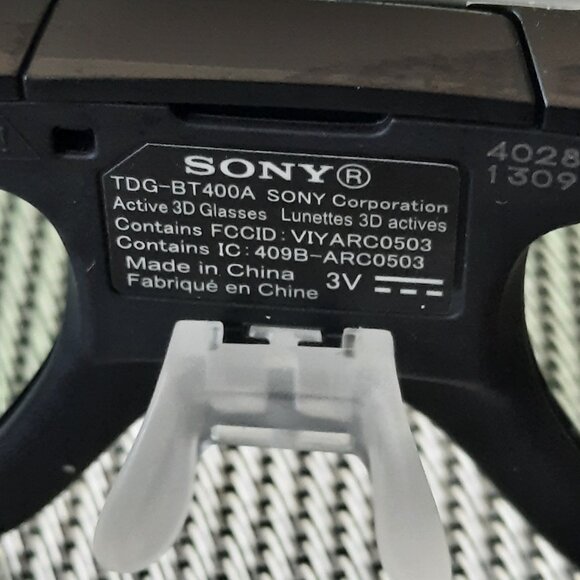 SONY®
TDG-BT400A SONY Corporation
Active 3D Glasses Lunettes 3D actives
Contains FCCID : VIYARC0503
Contains IC : 409B-ARC0503
Made in China
Fabriqué en Chine
3V
4028
1309